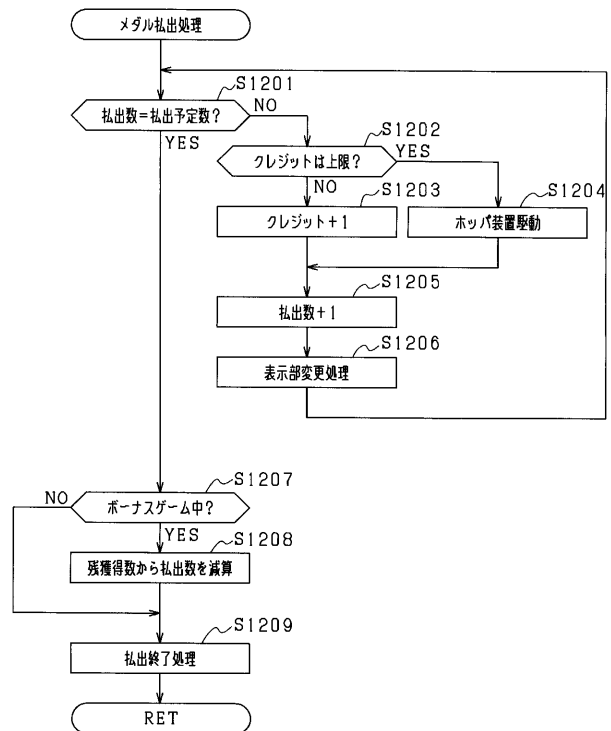 メダル払出処理
S1201
払出数=払出予定数?
NO
YES
S1202
クレジットは上限?
YES
NO
S1203
クレジット+1
S1204
ホッパ装置駆動
S1205
払出数+1
S1206
表示部変更処理
S1207
NO
ボーナスゲーム中?
YES
S1208
残獲得数から払出数を減算
S1209
払出終了処理
RET